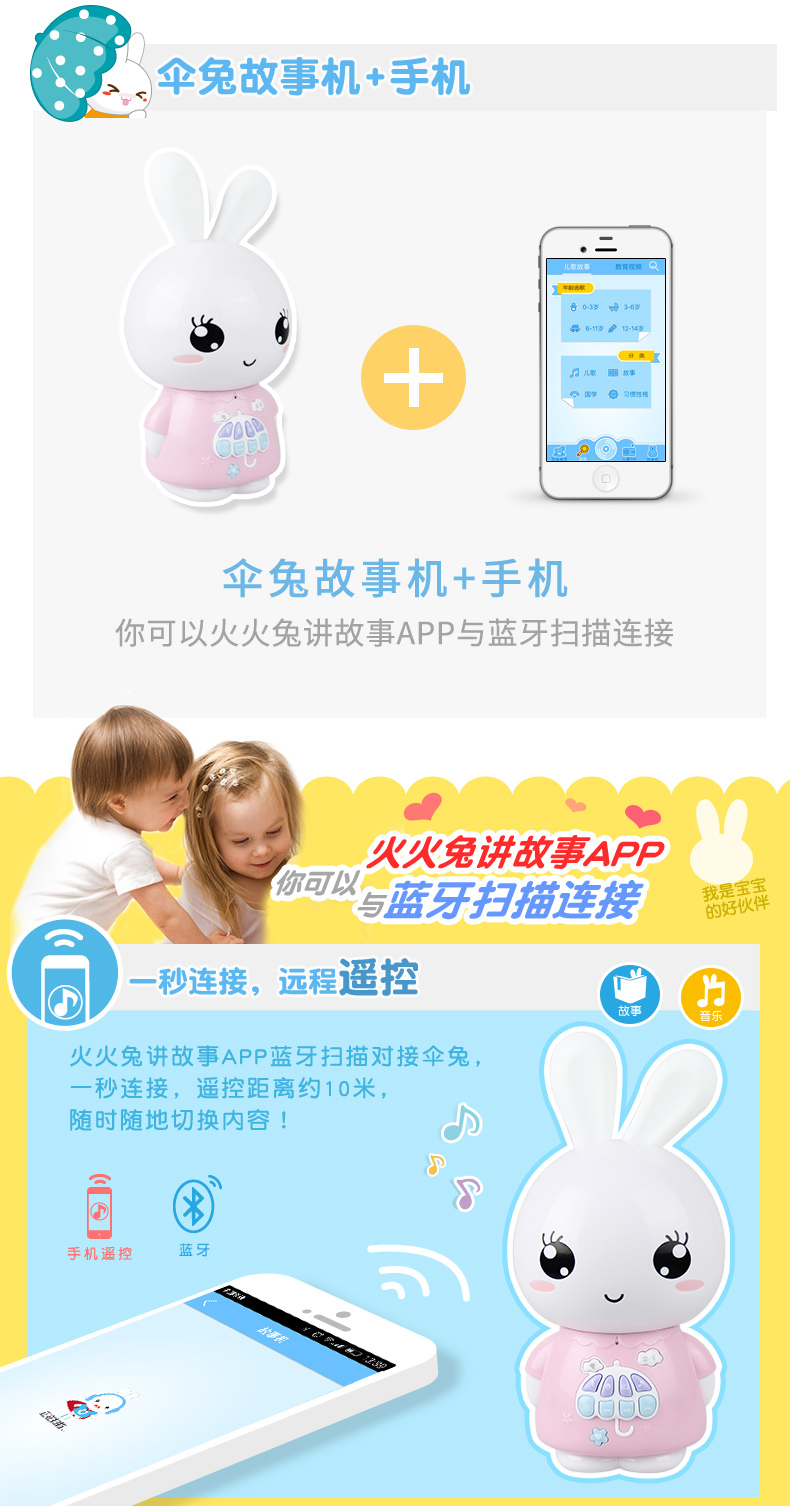 伞兔故事机+手机
儿歌故事 教育视频
年龄选歌
0-3岁 3-6岁
6-11岁 12-14岁
分 类
儿歌 故事
国学 习惯性格
伞兔故事机+手机
你可以火火兔讲故事APP与蓝牙扫描连接
火火兔讲故事APP
你可以
与蓝牙扫描连接
我是宝宝
的好伙伴
一秒连接，远程遥控
故事
音乐
火火兔讲故事APP蓝牙扫描对接伞兔，
一秒连接，遥控距离约10米，
随时随地切换内容！
手机遥控
蓝牙
故事机
正在扫描